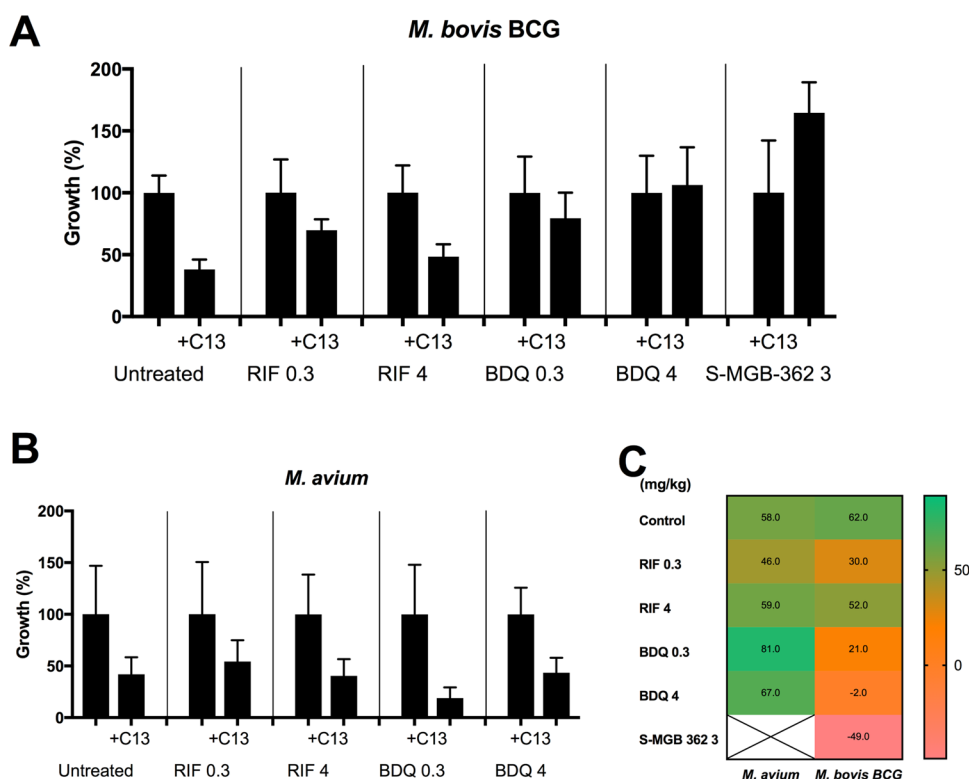 A
M. bovis BCG
Growth (%)
200
150
100
50
0
+C13 +C13 +C13 +C13 +C13 +C13
Untreated RIF 0.3 RIF 4 BDQ 0.3 BDQ 4 S-MGB-362 3
B
M. avium
Growth (%)
200
150
100
50
0
+C13 +C13 +C13 +C13 +C13
Untreated RIF 0.3 RIF 4 BDQ 0.3 BDQ 4
C
(mg/kg)
Control 58.0 62.0
RIF 0.3 46.0 30.0
RIF 4 59.0 52.0
BDQ 0.3 81.0 21.0
BDQ 4 67.0 -2.0
S-MGB 362 3 -49.0
M. avium M. bovis BCG
50
0